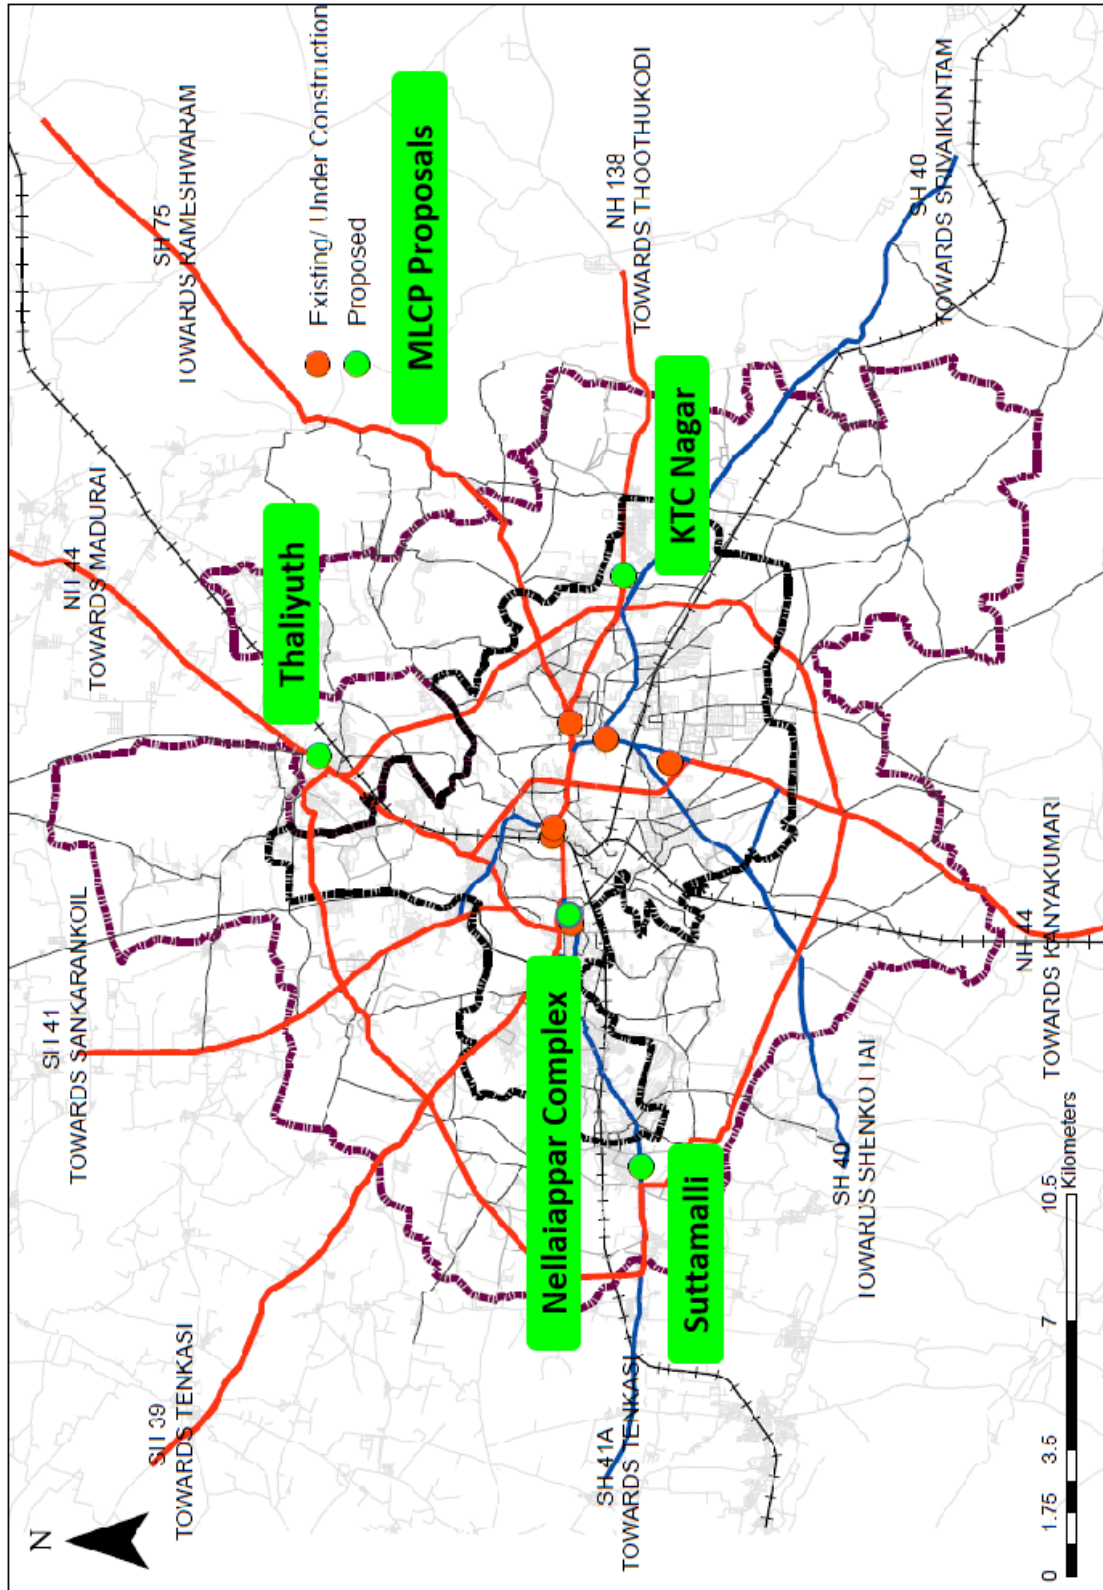 N
SH 41
TOWARDS SANKARANKOIL
NH 44
TOWARDS MADURAI
SH 39
TOWARDS TENKASI
SH 75
TOWARDS RAMESHWARAM
Thaliyuth
Existing/ Under Construction
Proposed
MLCP Proposals
Nellaiappar Complex
SH 41A
TOWARDS TENKASI
NH 138
TOWARDS THOOTHUKODI
Suttamalli
KTC Nagar
SH 40
TOWARDS SHENKOTTAI
SH 40
TOWARDS SRIVAIKUNTAM
NH 44
TOWARDS KANYAKUMARI
0 1.75 3.5 7 10.5
Kilometers